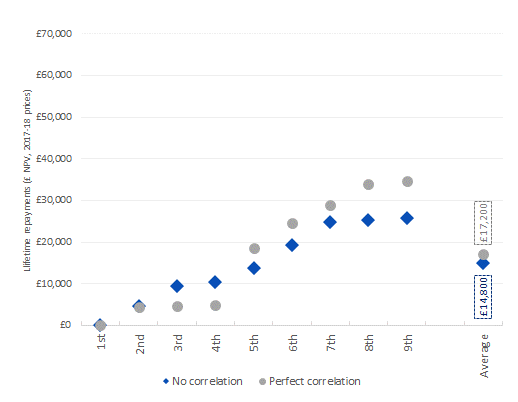 £70,000
£60,000
£50,000
£40,000
£30,000
£20,000
£10,000
£0
Lifetime repayments (£ NPV, 2017-18 prices)
£17,200
£14,800
1st
2nd
3rd
4th
5th
6th
7th
8th
9th
Average
No correlation
Perfect correlation